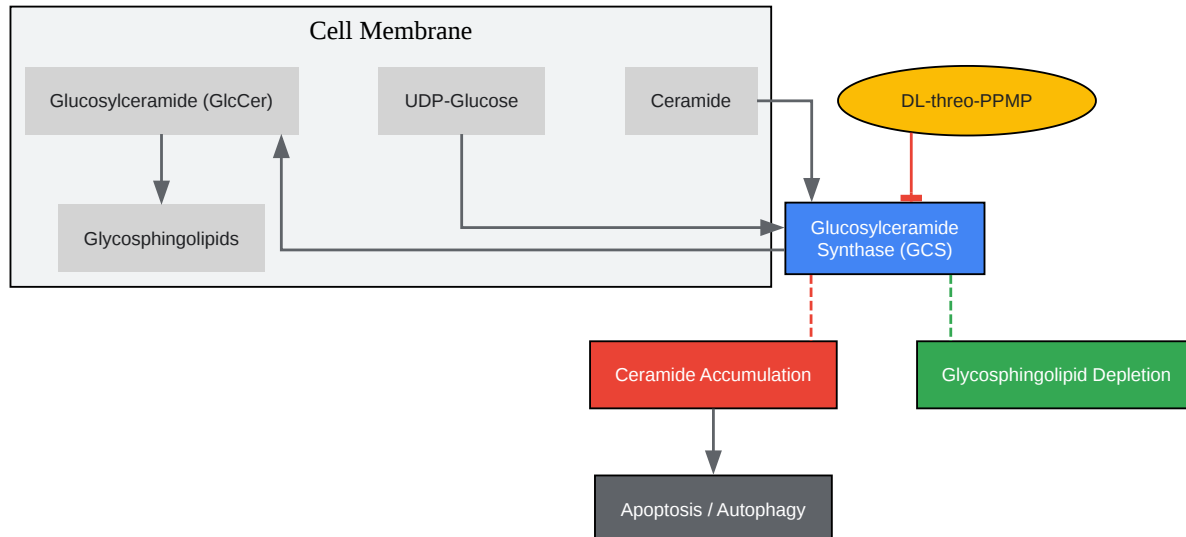 Cell Membrane
Glucosylceramide (GlcCer)
UDP-Glucose
Ceramide
DL-threo-PPMP
Glycosphingolipids
Glucosylceramide
Synthase (GCS)
Ceramide Accumulation
Glycosphingolipid Depletion
Apoptosis / Autophagy